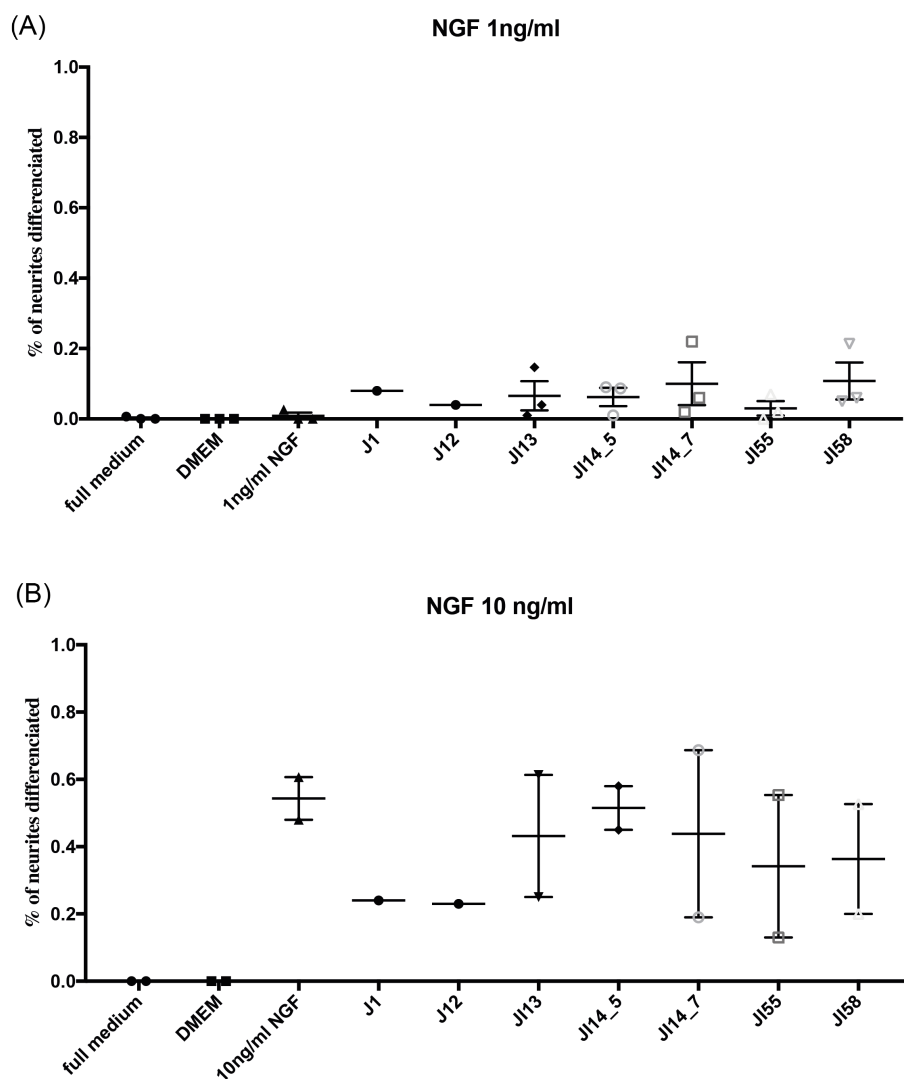 (A)
NGF 1ng/ml
% of neurites differenciated
1.0
0.8
0.6
0.4
0.2
0.0
full medium
DMEM
1ng/ml NGF
J1
J12
JI13
JI14_5
JI14_7
JI55
JI58
(B)
NGF 10 ng/ml
% of neurites differenciated
1.0
0.8
0.6
0.4
0.2
0.0
full medium
DMEM
10ng/ml NGF
J1
J12
JI13
JI14_5
JI14_7
JI55
JI58